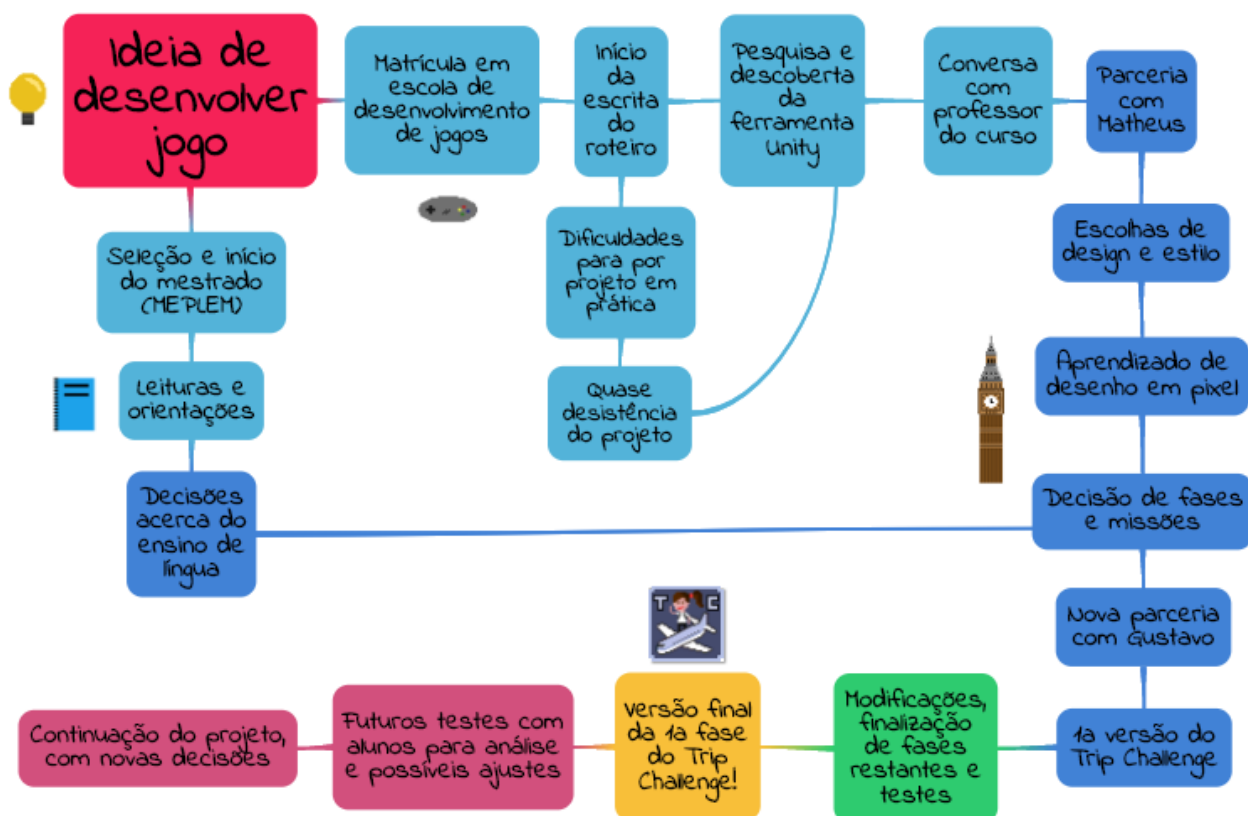 Ideia de
desenvolver
jogo
Matrícula em
escola de
desenvolvimento
de jogos
Início
da
escrita
do
roteiro
Pesquisa e
descoberta
da
ferramenta
Unity
Conversa
com
professor
do curso
Parceria
com
Matheus
Seleção e início
do mestrado
(MEPLEM)
Dificuldades
para por
projeto em
prática
Escolhas de
design e estilo
Leituras e
orientações
Quase
desistência
do projeto
Aprendizado de
desenho em pixel
Decisões
acerca do
ensino de
língua
Decisão de fases
e missões
Nova parceria
com Gustavo
T C
Continuação do projeto,
com novas decisões
Futuros testes com
alunos para análise
e possíveis ajustes
Versão final
da 1a fase
do Trip
Challenge!
Modificações,
finalização
de fases
restantes e
testes
1a versão do
Trip Challenge